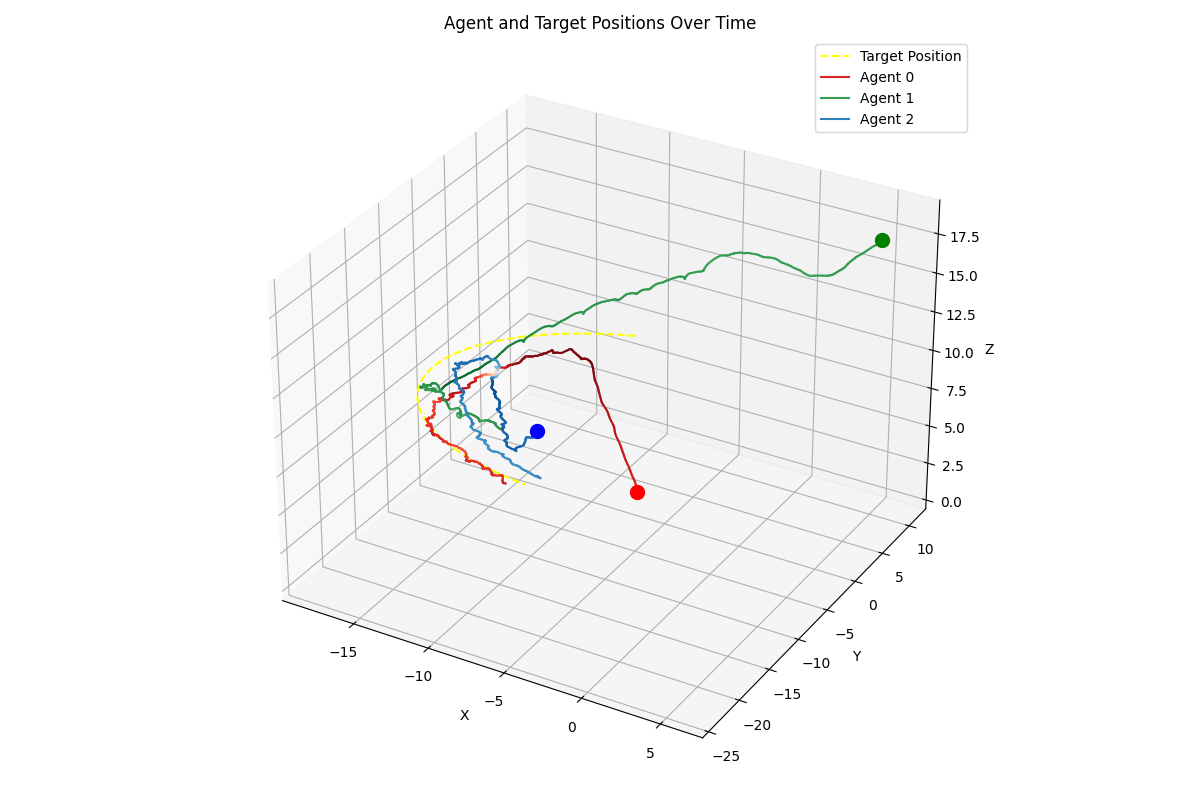 Agent and Target Positions Over Time
Target Position
Agent 0
Agent 1
Agent 2
17.5
15.0
12.5
10.0
7.5
5.0
2.5
0.0
Z
10
5
0
−5
−10
−15
−20
−25
Y
−15
−10
−5
0
5
X